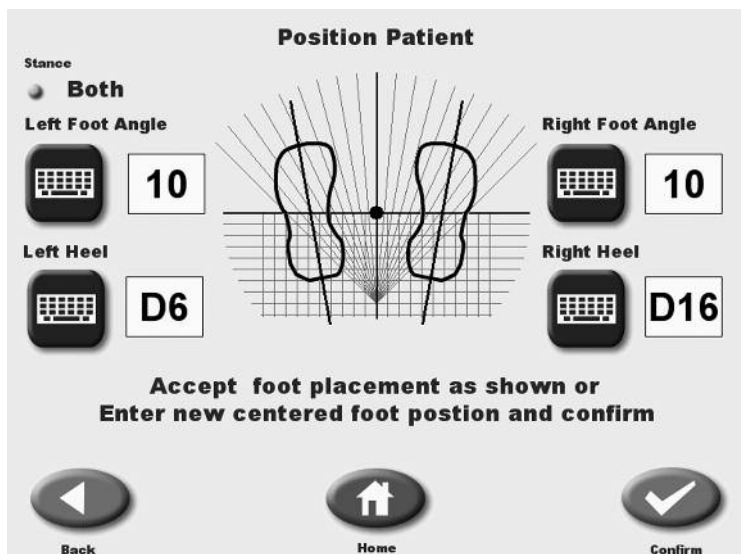 Position Patient
Stance
Both
Left Foot Angle
10
Right Foot Angle
10
Left Heel
D6
Right Heel
D16
Accept foot placement as shown or
Enter new centered foot postion and confirm
Back
Home
Confirm